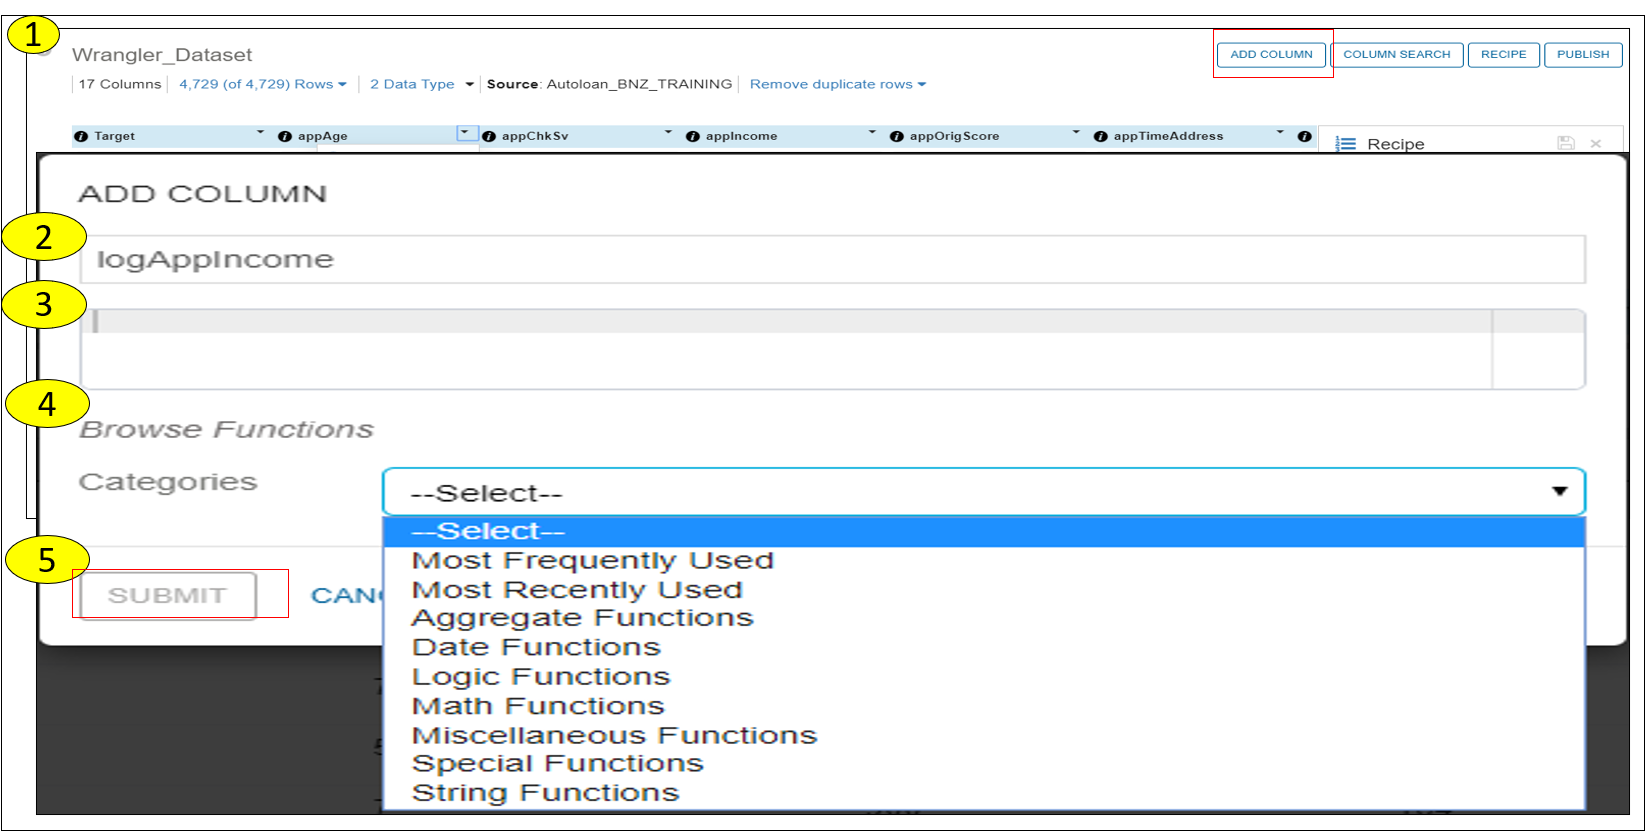 1
Wrangler_Dataset
ADD COLUMN COLUMN SEARCH RECIPE PUBLISH
17 Columns 4,729 (of 4,729) Rows 2 Data Type Source: Autoloan_BNZ_TRAINING Remove duplicate rows
Target appAge appChkSv appIncome appOrigScore appTimeAddress
Recipe
ADD COLUMN
2
logAppIncome
3
4
Browse Functions
Categories
--Select--
--Select--
Most Frequently Used
5
SUBMIT
Most Recently Used
Aggregate Functions
Date Functions
Logic Functions
Math Functions
Miscellaneous Functions
Special Functions
String Functions